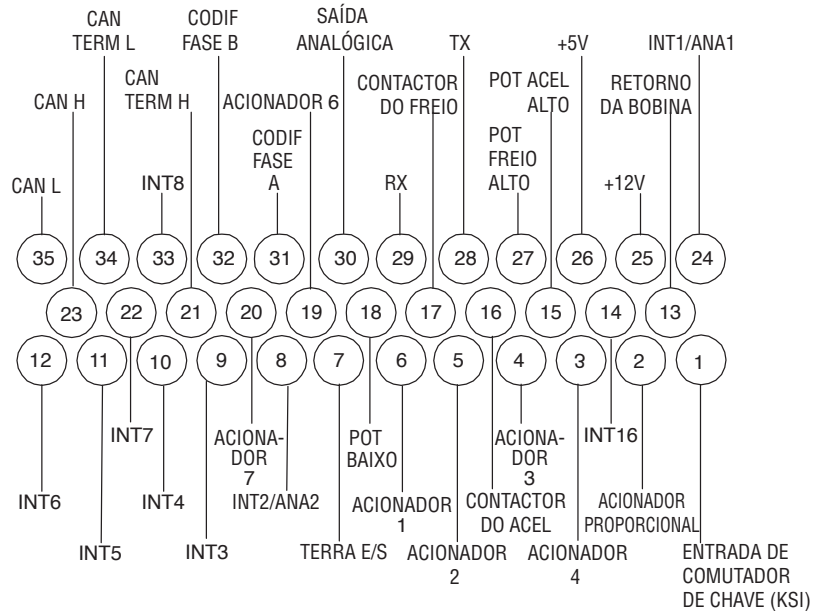 CAN
TERM L
CODIF
FASE B
SAÍDA
ANALÓGICA
TX
+5V
INT1/ANA1
CAN H
CAN
TERM H
ACIONADOR 6
CONTACTOR
DO FREIO
POT ACEL
ALTO
RETORNO
DA BOBINA
CAN L
INT8
CODIF
FASE
A
RX
POT
FREIO
ALTO
+12V
35 34 33 32 31 30 29 28 27 26 25 24
23 22 21 20 19 18 17 16 15 14 13
12 11 10 9 8 7 6 5 4 3 2 1
INT7
ACIONA-
DOR
7
POT
BAIXO
ACIONA-
DOR
3
INT16
INT6
INT4
INT2/ANA2
ACIONADOR
1
CONTACTOR
DO ACEL
ACIONADOR
PROPORCIONAL
INT5
INT3
TERRA E/S
ACIONADOR
2
ACIONADOR
4
ENTRADA DE
COMUTADOR
DE CHAVE (KSI)